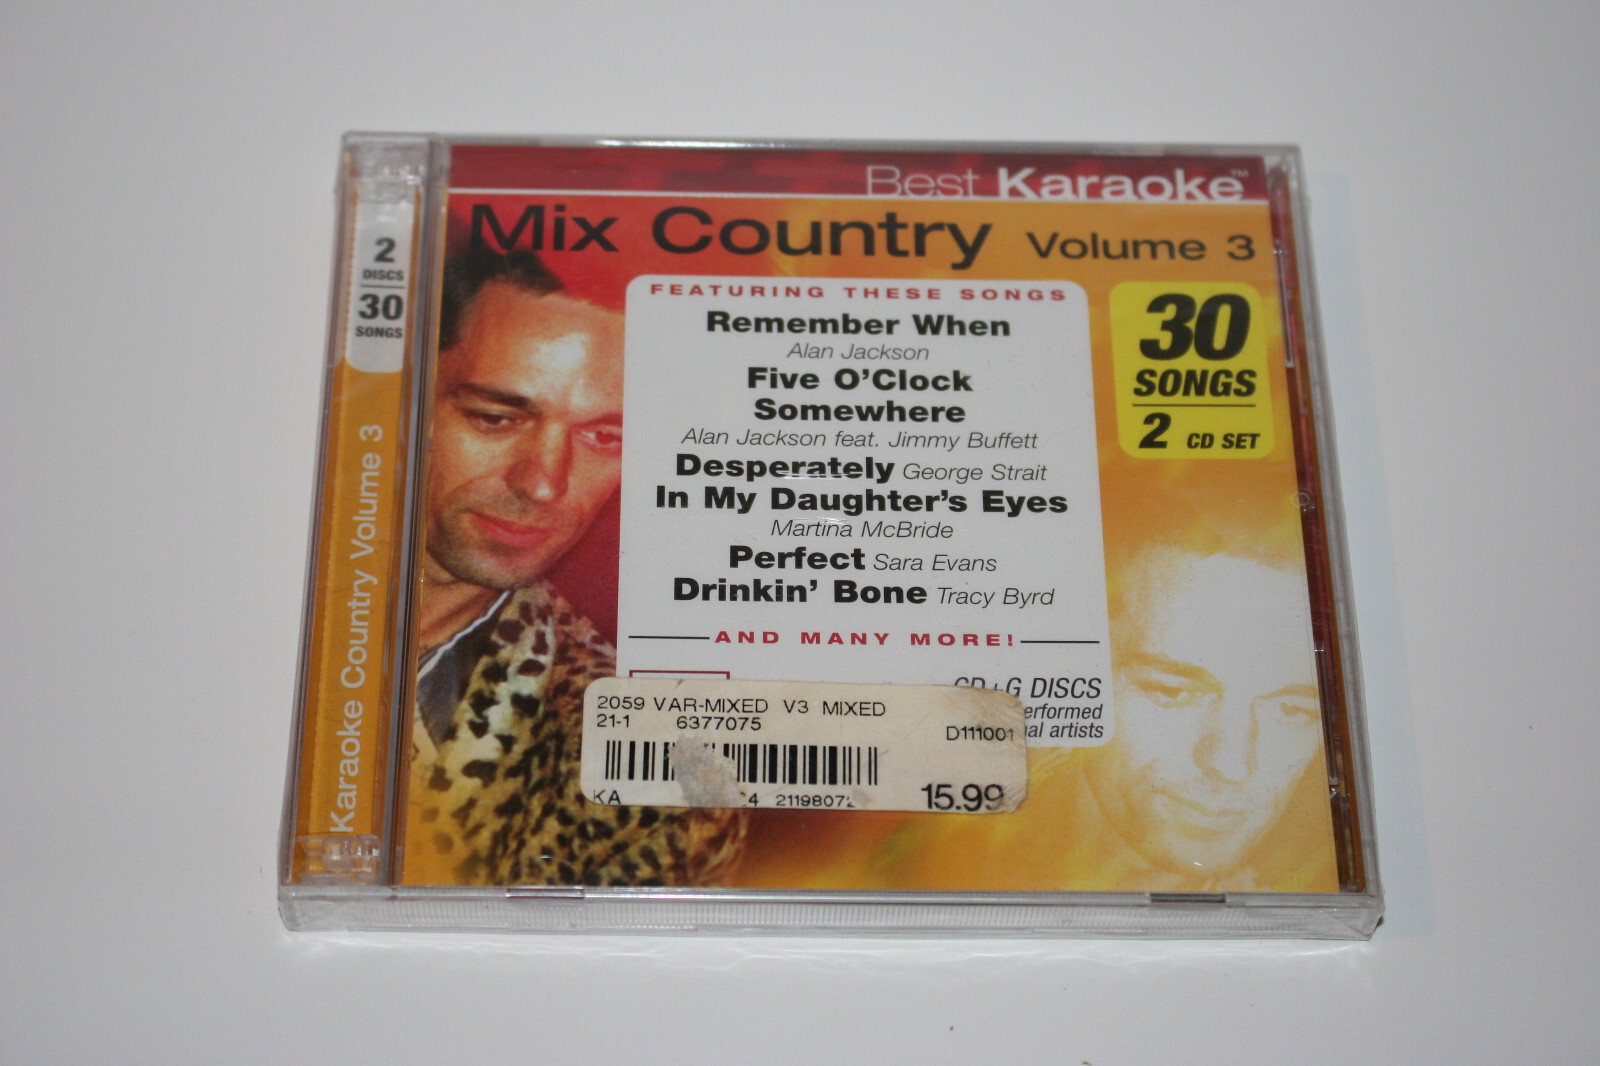 Best Karaoke™
Mix Country Volume 3
2
DISCS
30
SONGS
Karaoke Country Volume 3
FEATURING THESE SONGS
Remember When
Alan Jackson
Five O'Clock
Somewhere
Alan Jackson feat. Jimmy Buffett
Desperately George Strait
In My Daughter's Eyes
Martina McBride
Perfect Sara Evans
Drinkin' Bone Tracy Byrd
AND MANY MORE!
30
SONGS
2 CD SET
CD+G DISCS
artists
2059 VAR-MIXED V3 MIXED
21-1 6377075
D111001
KA
15.99